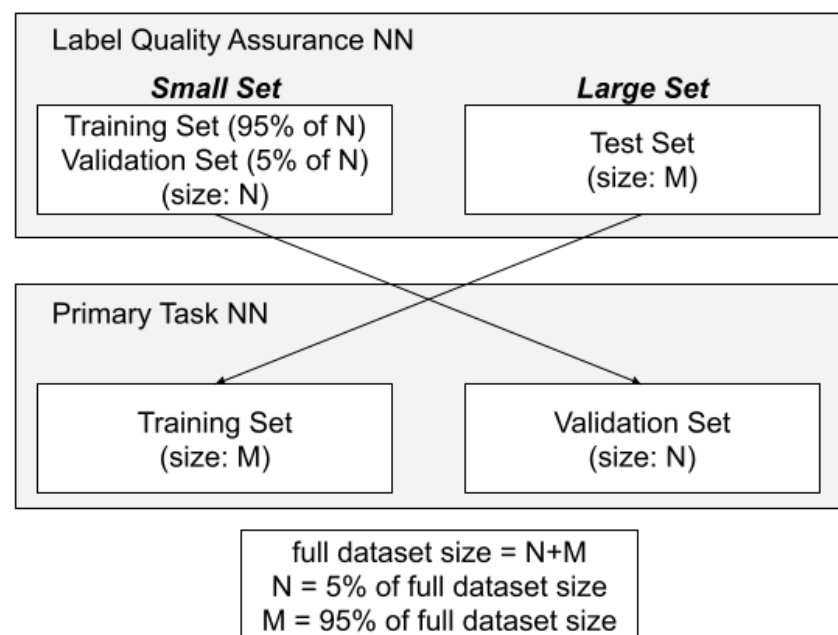 Label Quality Assurance NN
Small Set
Large Set
Training Set (95% of N)
Validation Set (5% of N)
(size: N)
Test Set
(size: M)
Primary Task NN
Training Set
(size: M)
Validation Set
(size: N)
full dataset size = N+M
N = 5% of full dataset size
M = 95% of full dataset size